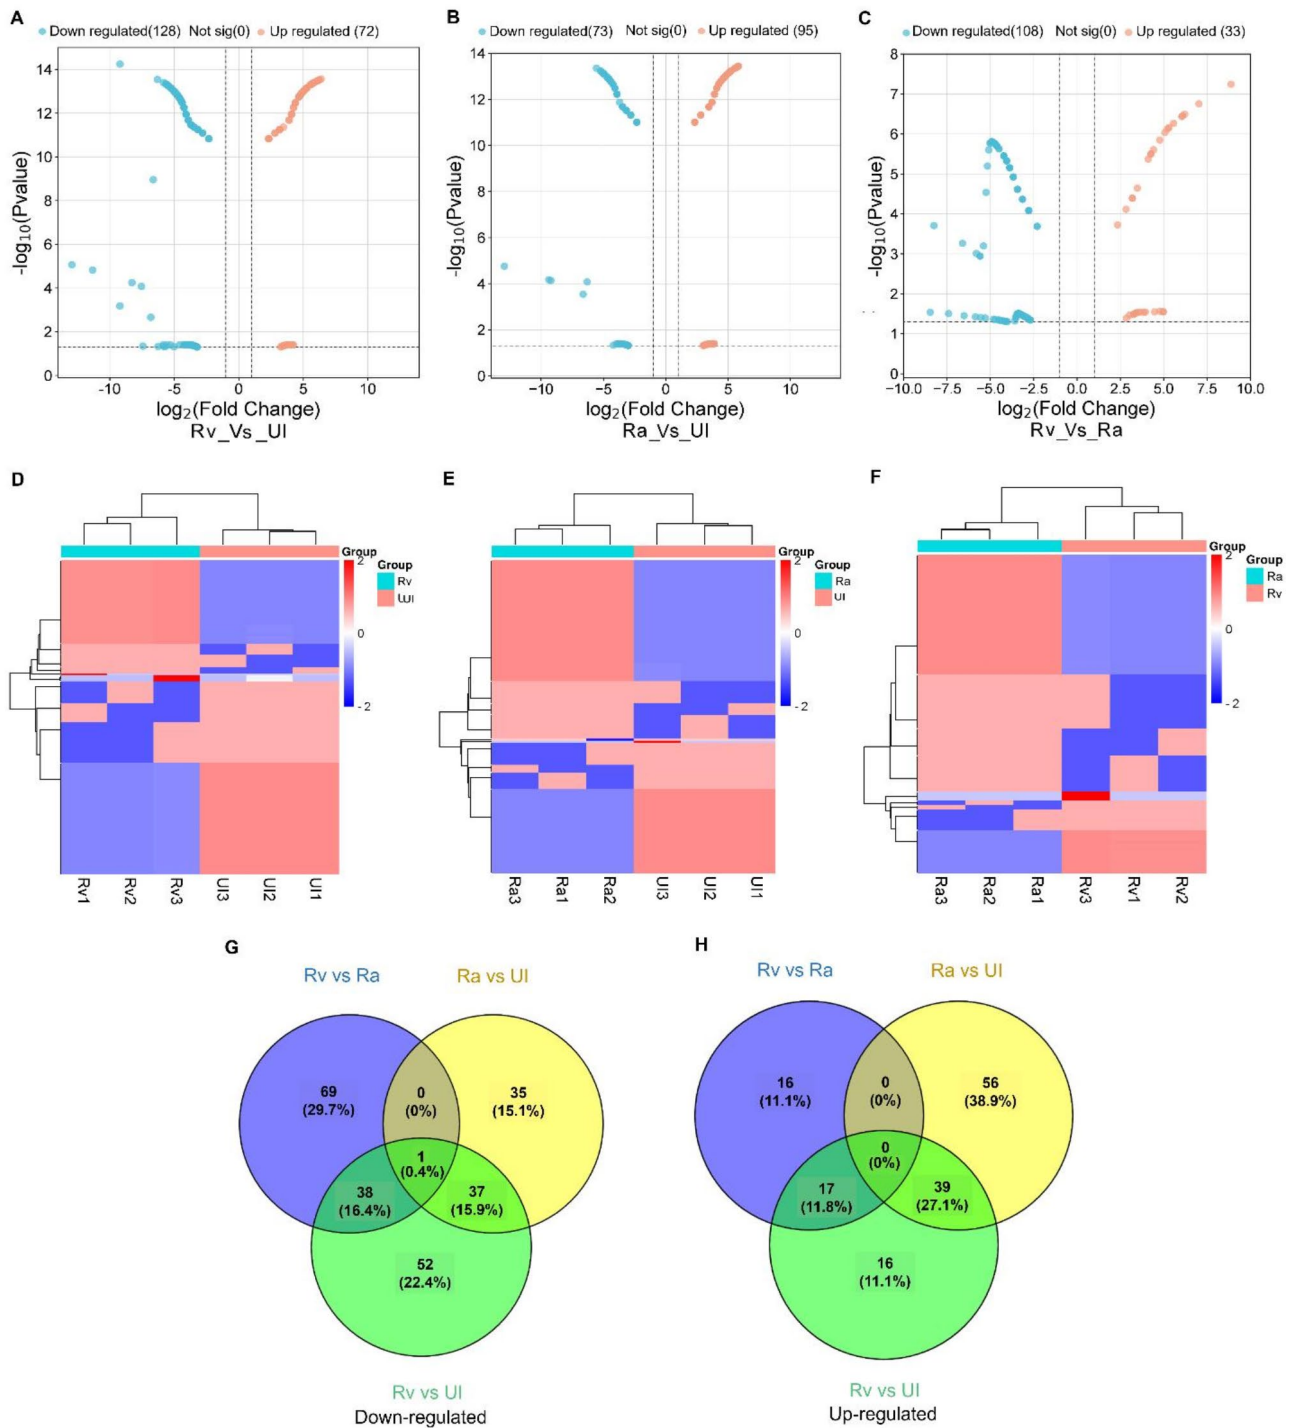 A
Down regulated(128) Not sig(0) Up regulated (72)
14
12
10
8
6
4
2
0
-log10(Pvalue)
-10 -5 0 5 10
log2(Fold Change)
Rv_Vs_UI
B
Down regulated(73) Not sig(0) Up regulated (95)
14
12
10
8
6
4
2
0
-log10(Pvalue)
−10 −5 0 5 10
log2(Fold Change)
Ra_Vs_UI
C
Down regulated(108) Not sig(0) Up regulated (33)
8
7
6
5
4
3
2
1
0
-log10(Pvalue)
−10.0 −7.5 −5.0 −2.5 0.0 2.5 5.0 7.5 10.0
log2(Fold Change)
Rv_Vs_Ra
D
Group
2
0
-2
Group
Rv
UUI
Rv1 Rv2 Rv3 UI3 UI2 UI1
E
Group
2
0
-2
Group
Ra
UI
Ra3 Ra1 Ra2 UI3 UI2 UI1
F
Group
2
0
-2
Group
Ra
Rv
Ra3 Ra2 Ra1 Rv3 Rv1 Rv2
G
Rv vs Ra Ra vs UI
69
(29.7%)
0
(0%)
35
(15.1%)
1
(0.4%)
38
(16.4%)
37
(15.9%)
52
(22.4%)
Rv vs UI
Down-regulated
H
Rv vs Ra Ra vs UI
16
(11.1%)
0
(0%)
56
(38.9%)
0
(0%)
17
(11.8%)
39
(27.1%)
16
(11.1%)
Rv vs UI
Up-regulated